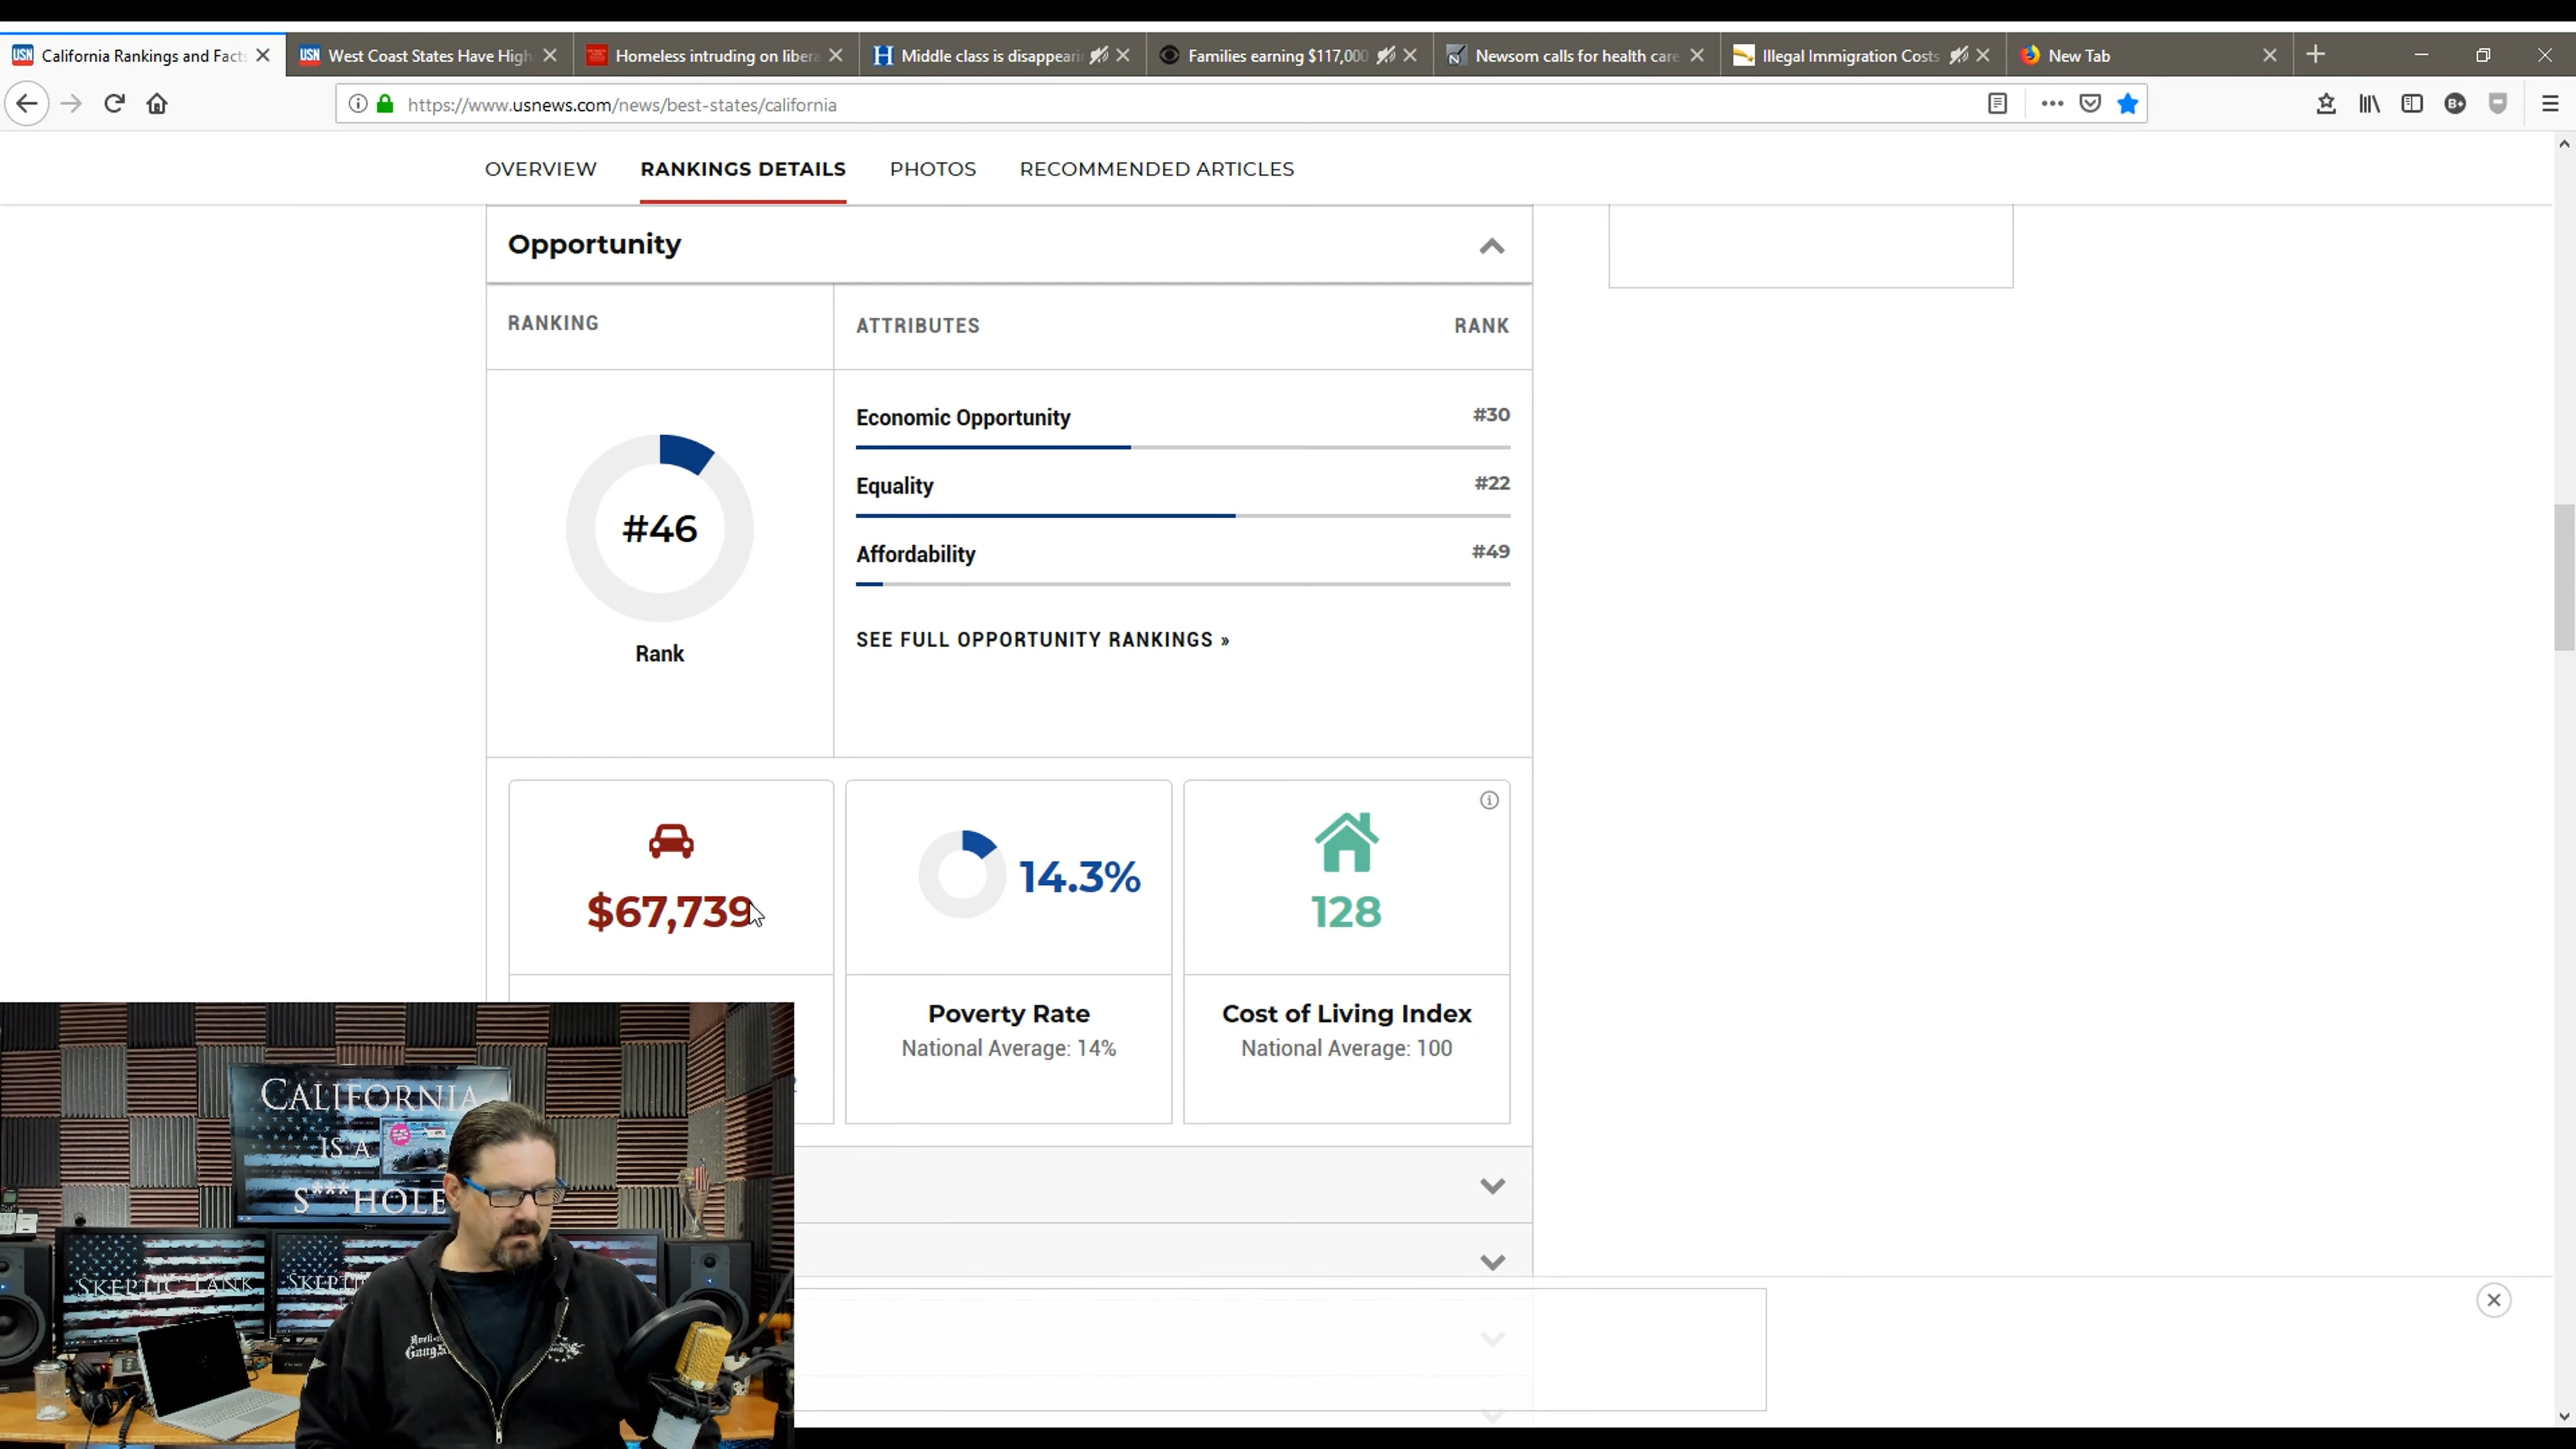 USN California Rankings and Facts
USN West Coast States Have High
Homeless intruding on libera
H Middle class is disappeari
Families earning $117,000
N Newsom calls for health care
Illegal Immigration Costs
New Tab
https://www.usnews.com/news/best-states/california
OVERVIEW RANKINGS DETAILS PHOTOS RECOMMENDED ARTICLES
Opportunity
RANKING ATTRIBUTES RANK
#46
Rank
Economic Opportunity #30
Equality #22
Affordability #49
SEE FULL OPPORTUNITY RANKINGS »
$67,739
14.3%
128
Poverty Rate
National Average: 14%
Cost of Living Index
National Average: 100
CALIFORNIA
IS A
S***HOLE
SKEPTIC TANK
SKEPTI